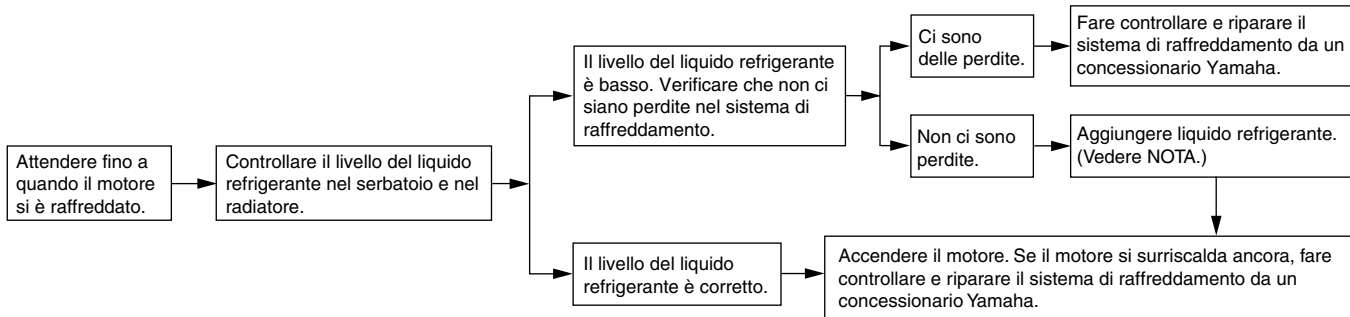 Attendere fino a
quando il motore
si è raffreddato.
Controllare il livello del liquido
refrigerante nel serbatoio e nel
radiatore.
Il livello del liquido refrigerante
è basso. Verificare che non ci
siano perdite nel sistema di
raffreddamento.
Ci sono
delle perdite.
Fare controllare e riparare il
sistema di raffreddamento da un
concessionario Yamaha.
Non ci sono
perdite.
Aggiungere liquido refrigerante.
(Vedere NOTA.)
Il livello del liquido
refrigerante è corretto.
Accendere il motore. Se il motore si surriscalda ancora, fare
controllare e riparare il sistema di raffreddamento da un
concessionario Yamaha.